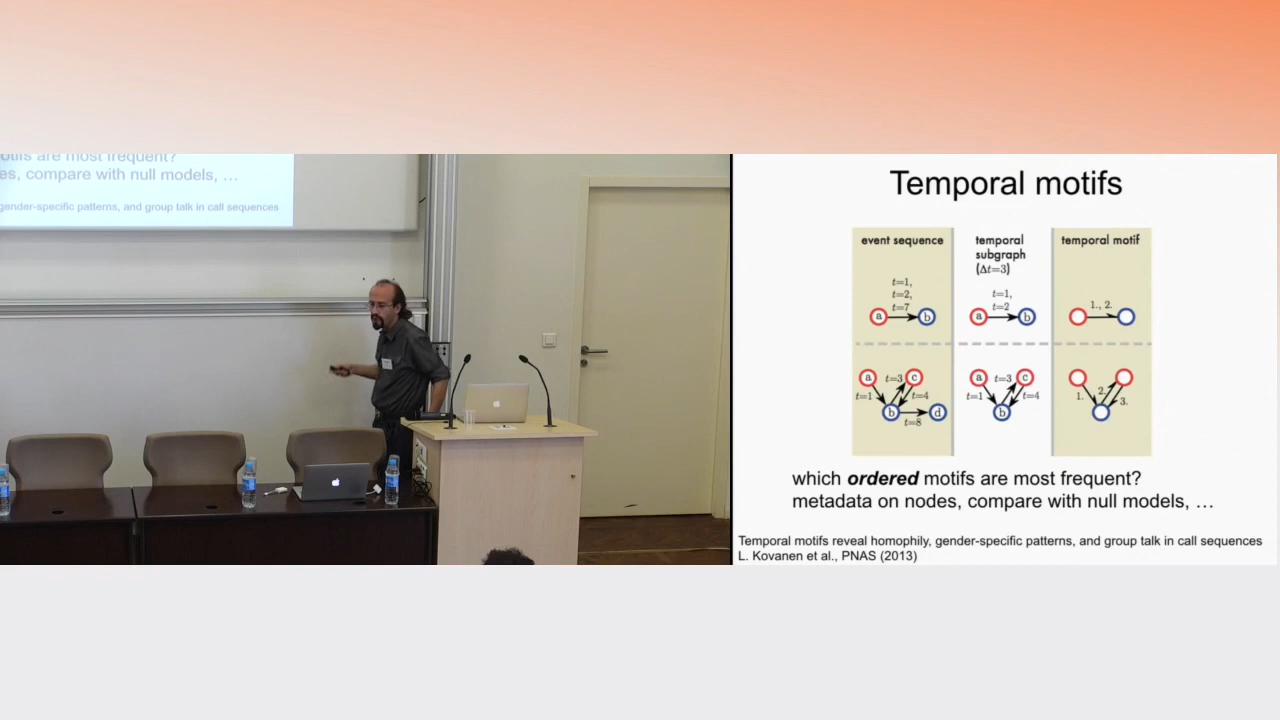 otifs are most frequent?
es, compare with null models, …
gender-specific patterns, and group talk in call sequences
Temporal motifs
event sequence
temporal
subgraph
(Δt=3)
temporal motif
t=1,
t=2,
t=7
a
b
t=1,
t=2
a
b
1., 2.
a
t=3
c
t=1
t=4
b
d
t=8
a
t=3
c
t=1
t=4
b
1.
2.
3.
which ordered motifs are most frequent?
metadata on nodes, compare with null models, …
Temporal motifs reveal homophily, gender-specific patterns, and group talk in call sequences
L. Kovanen et al., PNAS (2013)